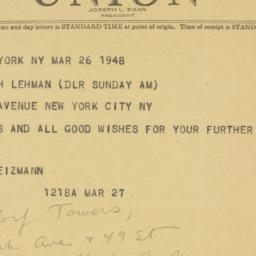 UNION
JOSEPH L. EGAN
PRESIDENT
me and day letters is STANDARD TIME at point of origin. Time of receipt is STANDARD
YORK NY MAR 26 1948
H LEHMAN (DLR SUNDAY AM)
AVENUE NEW YORK CITY NY
S AND ALL GOOD WISHES FOR YOUR FURTHER
EIZMANN
1218A MAR 27
Towers,
Ave + 49 St